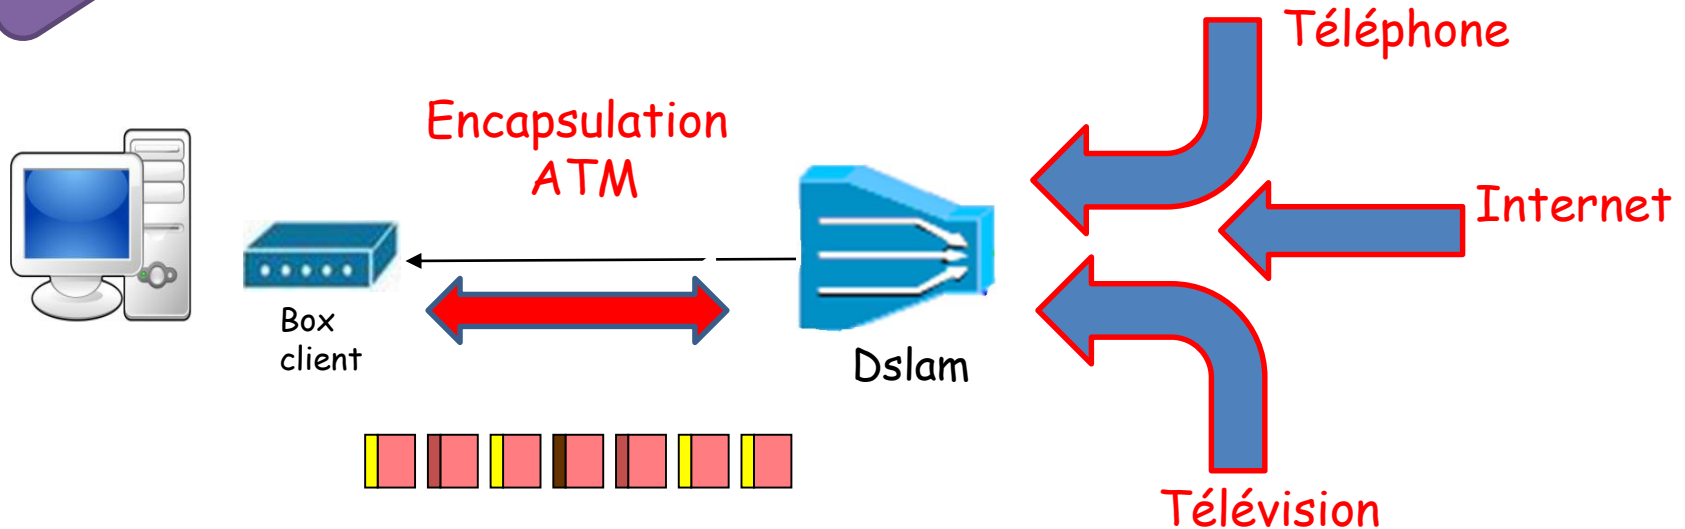 Téléphone
Encapsulation
ATM
Internet
Box
client
Dslam
Télévision